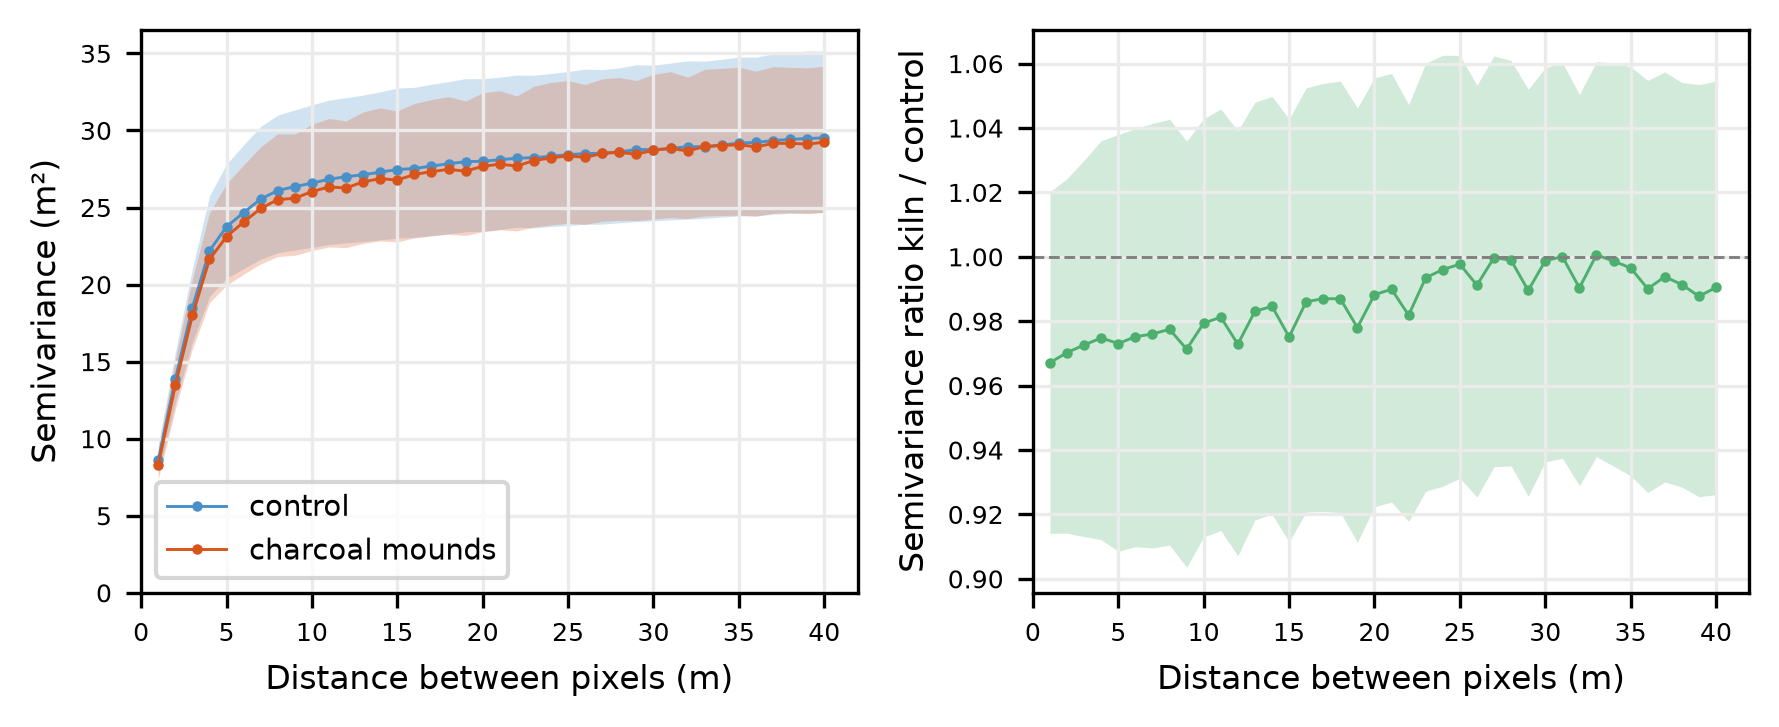 Semivariance (m²)
35
30
25
20
15
10
5
0
control
charcoal mounds
0 5 10 15 20 25 30 35 40
Distance between pixels (m)
Semivariance ratio kiln / control
1.06
1.04
1.02
1.00
0.98
0.96
0.94
0.92
0.90
0 5 10 15 20 25 30 35 40
Distance between pixels (m)